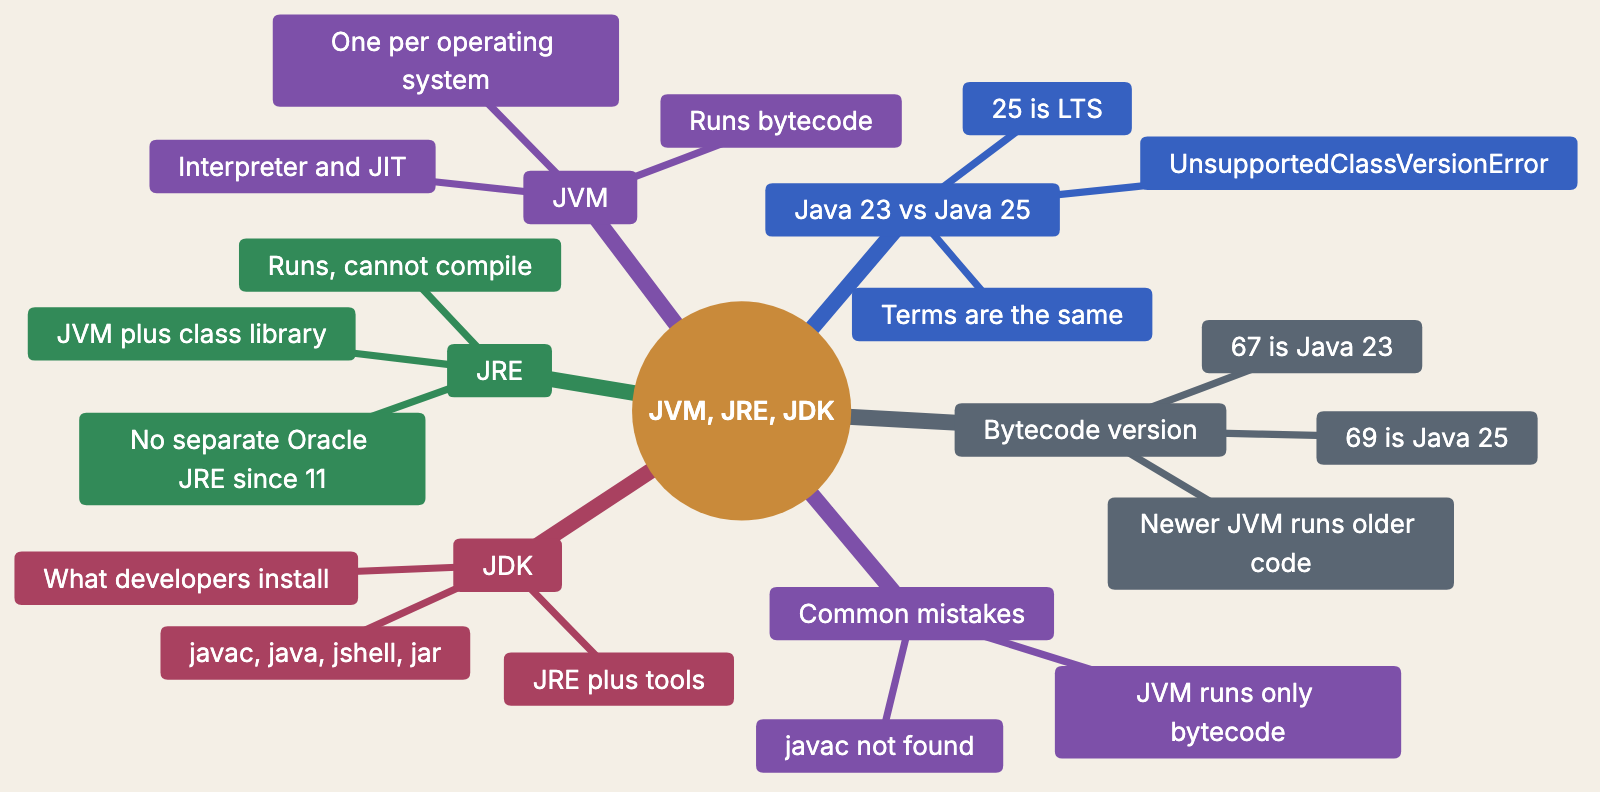 One per operating
system
Runs bytecode
Interpreter and JIT
JVM
25 is LTS
UnsupportedClassVersionError
Java 23 vs Java 25
Terms are the same
Runs, cannot compile
JVM plus class library
JRE
No separate Oracle
JRE since 11
JVM, JRE, JDK
67 is Java 23
Bytecode version
69 is Java 25
Newer JVM runs older
code
What developers install
JDK
javac, java, jshell, jar
JRE plus tools
Common mistakes
JVM runs only
bytecode
javac not found